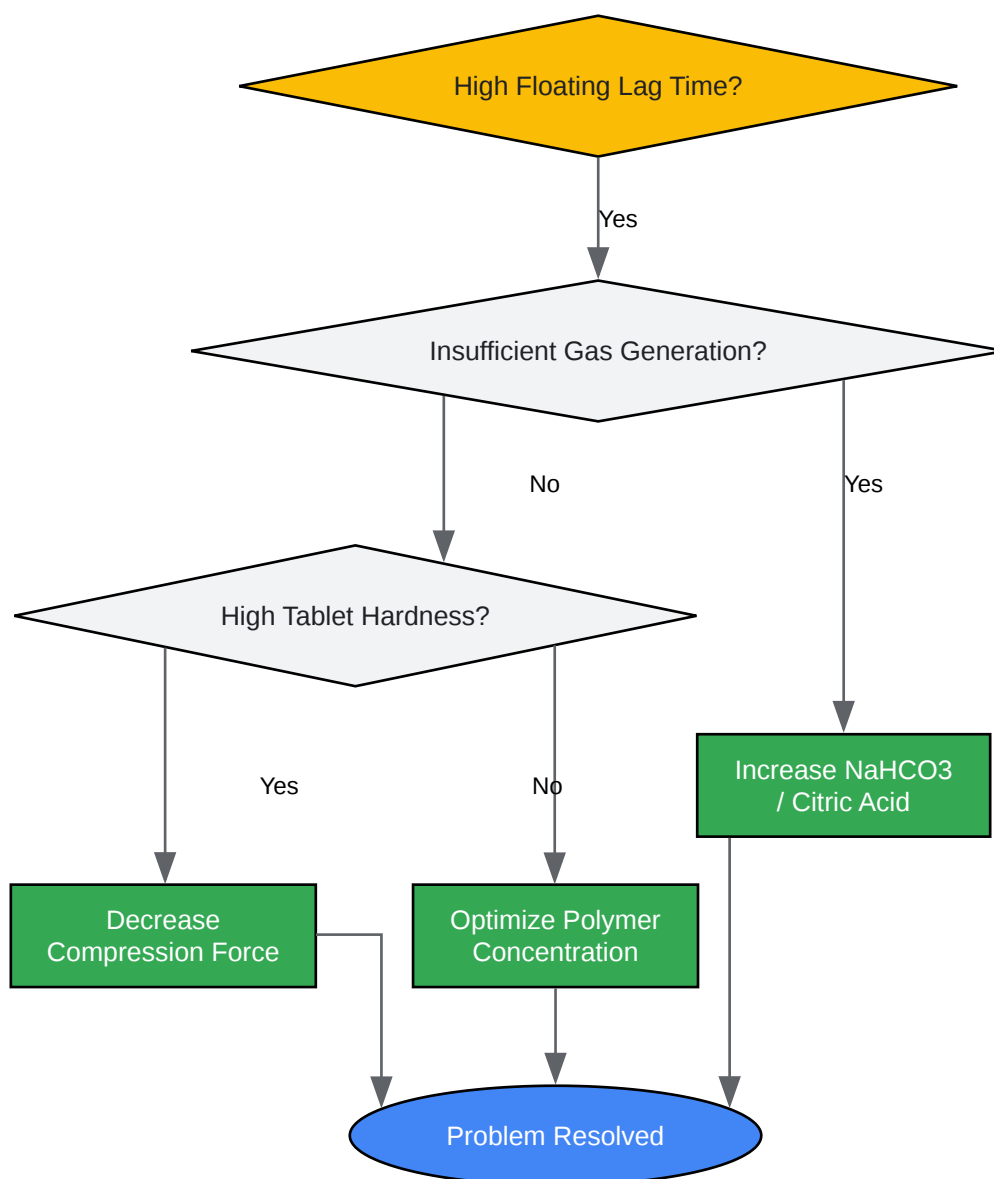 High Floating Lag Time?
Yes
Insufficient Gas Generation?
No
Yes
High Tablet Hardness?
Yes
No
Increase NaHCO3
/ Citric Acid
Decrease
Compression Force
Optimize Polymer
Concentration
Problem Resolved